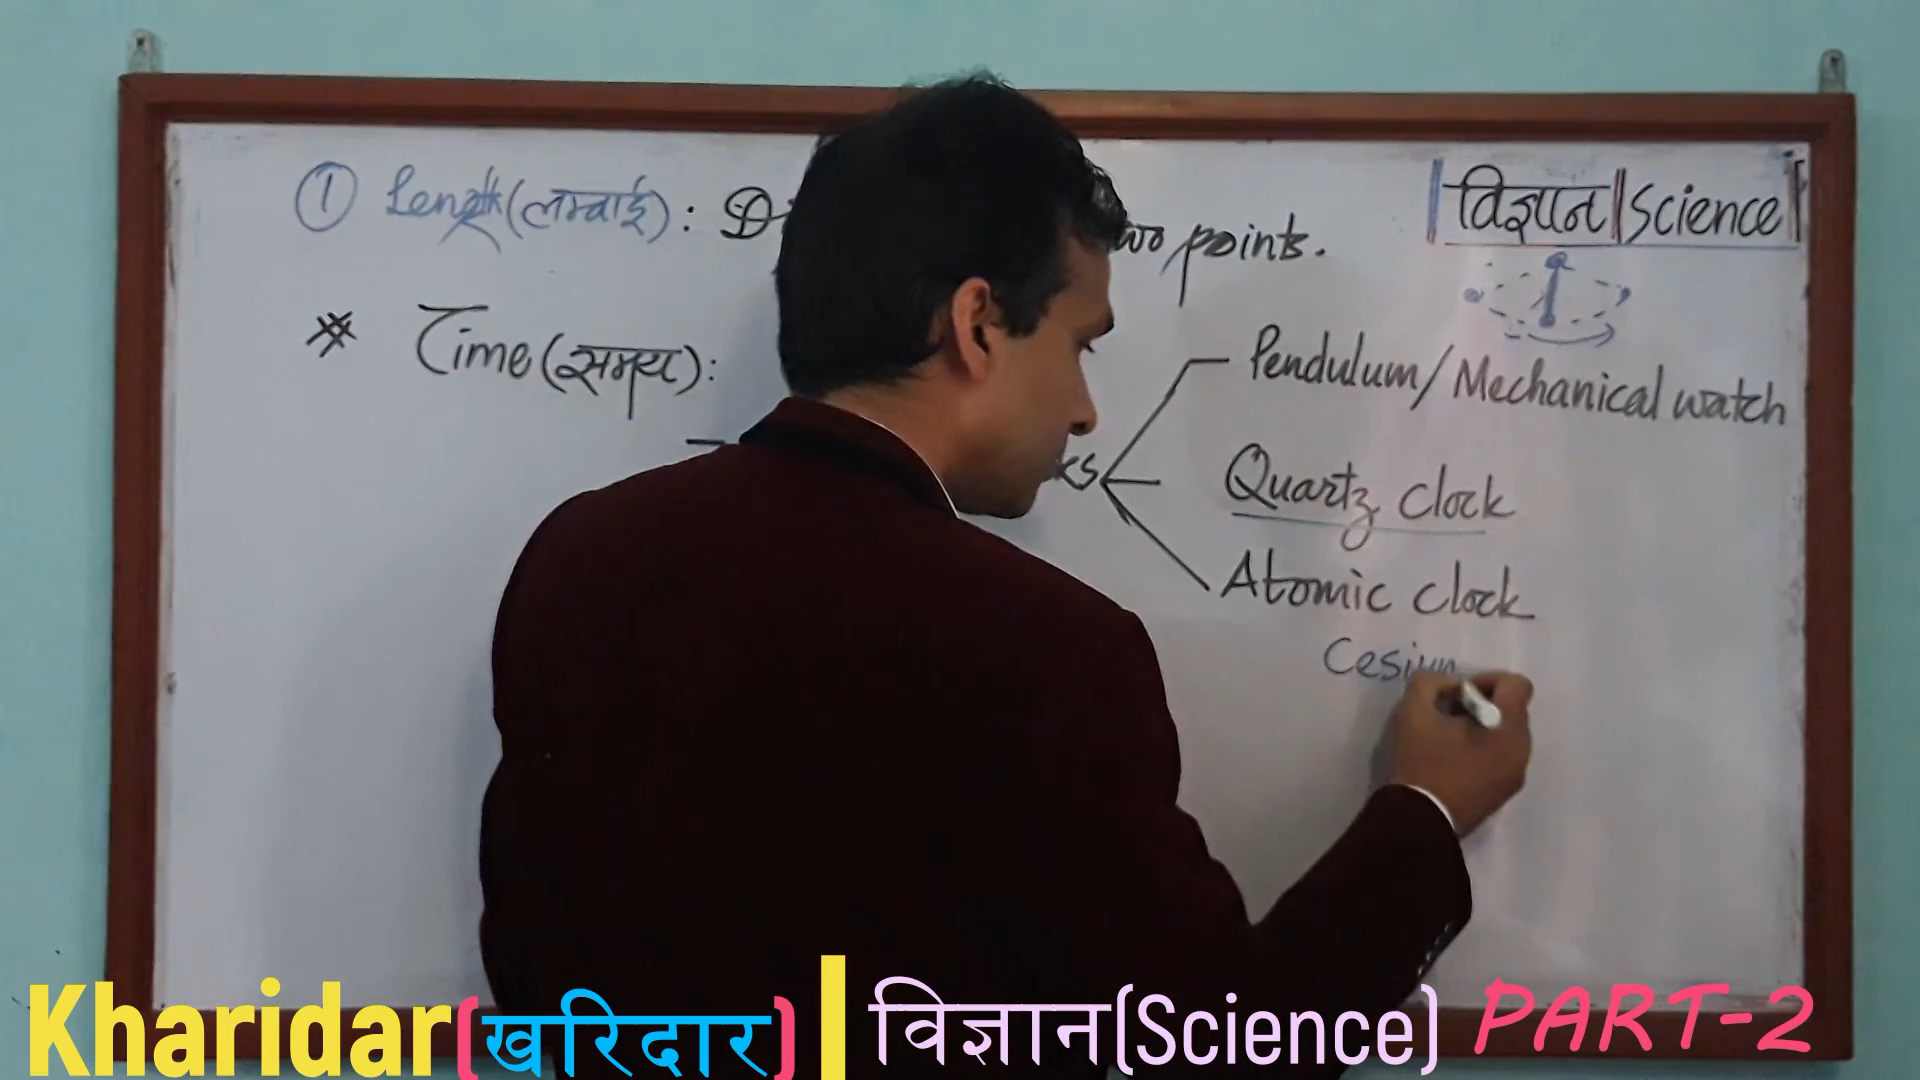 ① Length (लम्बाई) : points.
विज्ञान | Science
* Time (समय) :
Pendulum/Mechanical watch
Quartz clock
Atomic clock
Cesium
Kharidar (खरिदार) | विज्ञान (Science) PART-2